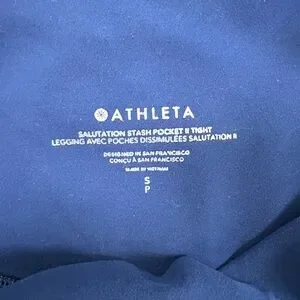 ATHLETA
SALUTATION STASH POCKET II TIGHT
LEGGING AVEC POCHES DISSIMULÉES SALUTATION II
DESIGNED IN SAN FRANCISCO
CONÇU À SAN FRANCISCO
MADE IN VIETNAM
S
P